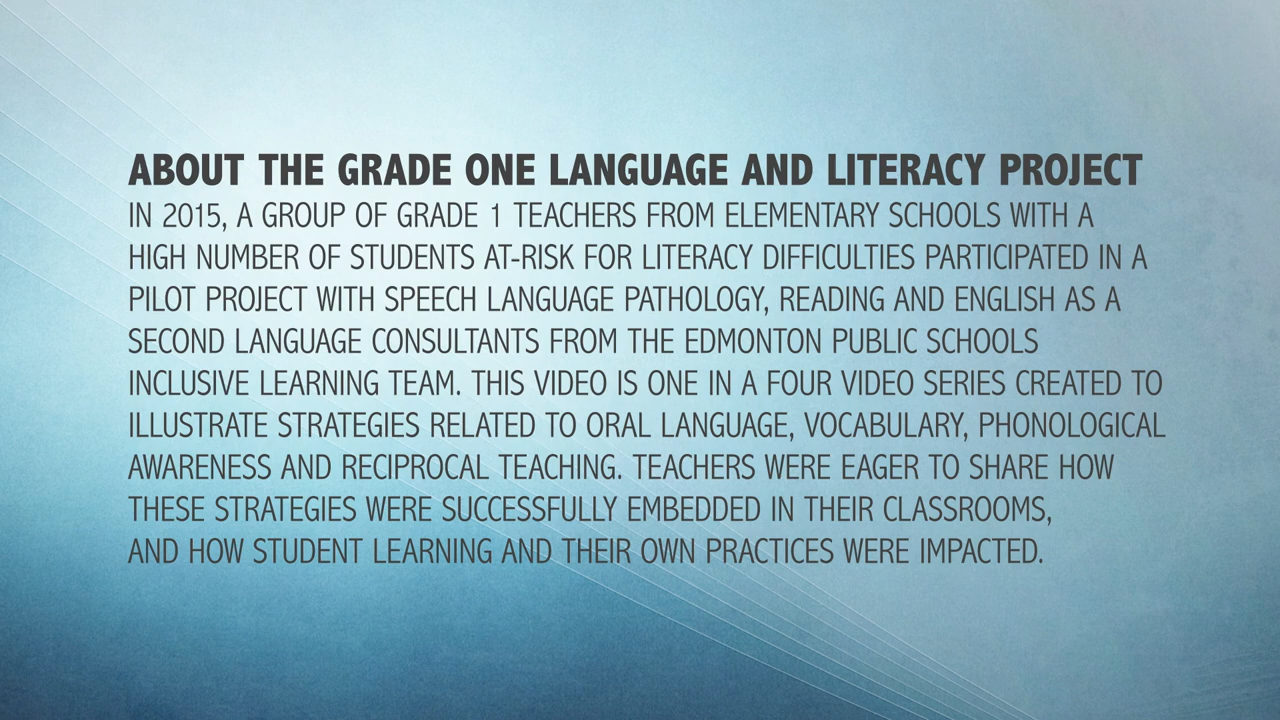 ABOUT THE GRADE ONE LANGUAGE AND LITERACY PROJECT
IN 2015, A GROUP OF GRADE 1 TEACHERS FROM ELEMENTARY SCHOOLS WITH A
HIGH NUMBER OF STUDENTS AT-RISK FOR LITERACY DIFFICULTIES PARTICIPATED IN A
PILOT PROJECT WITH SPEECH LANGUAGE PATHOLOGY, READING AND ENGLISH AS A
SECOND LANGUAGE CONSULTANTS FROM THE EDMONTON PUBLIC SCHOOLS
INCLUSIVE LEARNING TEAM. THIS VIDEO IS ONE IN A FOUR VIDEO SERIES CREATED TO
ILLUSTRATE STRATEGIES RELATED TO ORAL LANGUAGE, VOCABULARY, PHONOLOGICAL
AWARENESS AND RECIPROCAL TEACHING. TEACHERS WERE EAGER TO SHARE HOW
THESE STRATEGIES WERE SUCCESSFULLY EMBEDDED IN THEIR CLASSROOMS,
AND HOW STUDENT LEARNING AND THEIR OWN PRACTICES WERE IMPACTED.